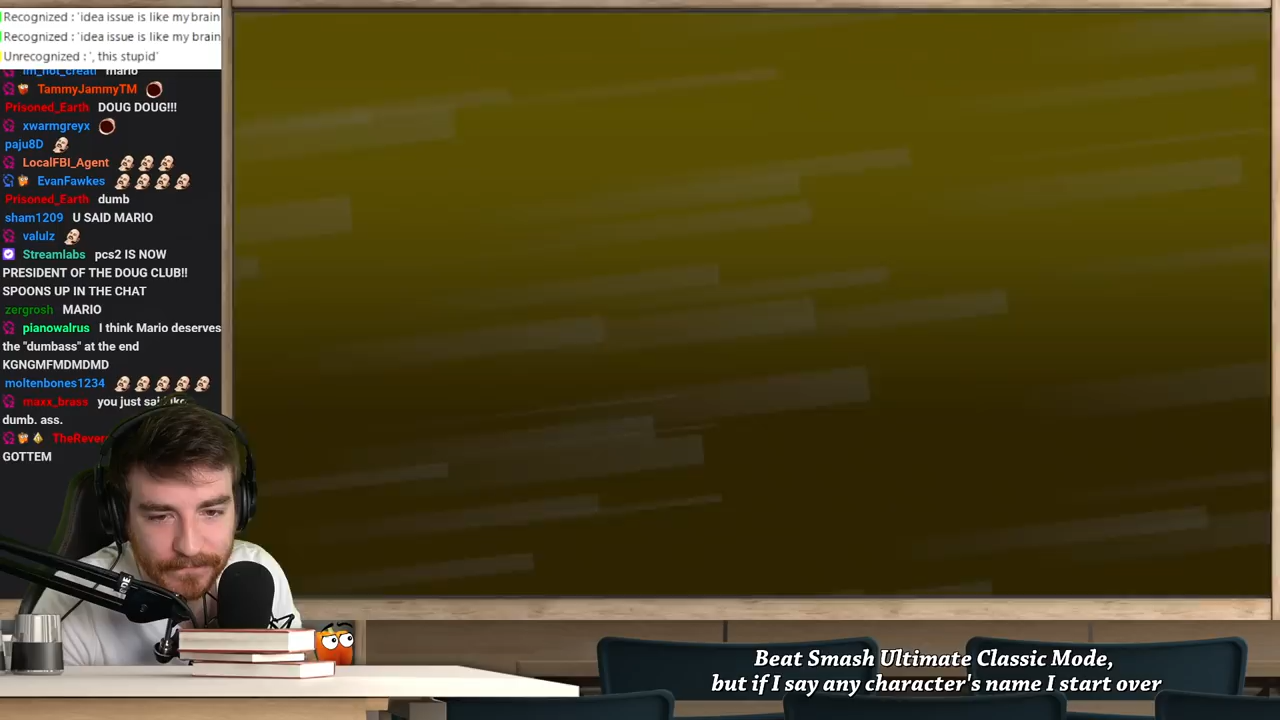 Recognized : 'idea issue is like my brain
Recognized : 'idea issue is like my brain
Unrecognized : ', this stupid'
im_not_creati mario
TammyJammyTM
Prisoned_Earth DOUG DOUG!!!
xwarmgreyx
paju8D
LocalFBI_Agent
EvanFawkes
Prisoned_Earth dumb
sham1209 U SAID MARIO
valulz
Streamlabs pcs2 IS NOW
PRESIDENT OF THE DOUG CLUB!!
SPOONS UP IN THE CHAT
zergrosh MARIO
pianowalrus I think Mario deserves
the "dumbass" at the end
KGNGMFMDMDMD
moltenbones1234
maxx_brass you just said
dumb. ass.
TheRever
GOTTEM
Beat Smash Ultimate Classic Mode,
but if I say any character's name I start over